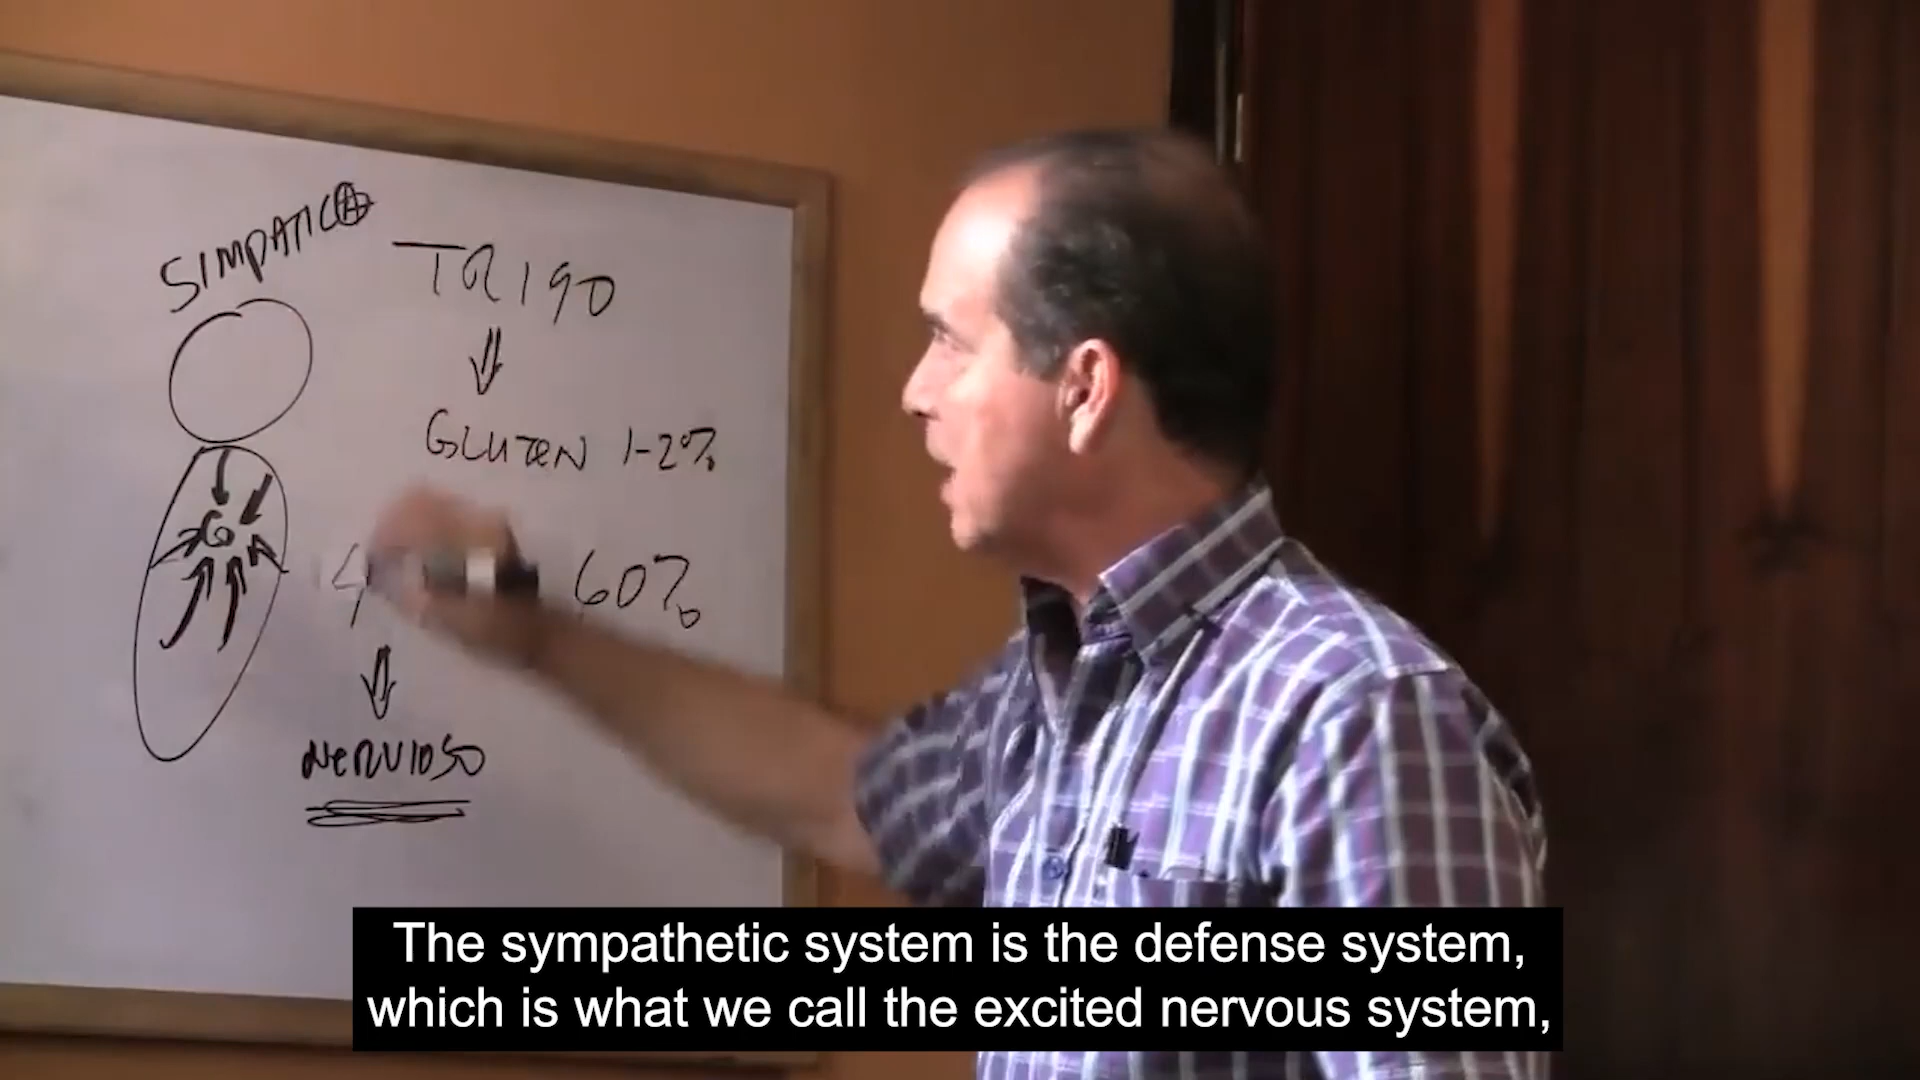 SIMPATICA
TRIGO
GLUTEN 1-2%
G
60%
NERVIOSO
The sympathetic system is the defense system,
which is what we call the excited nervous system,